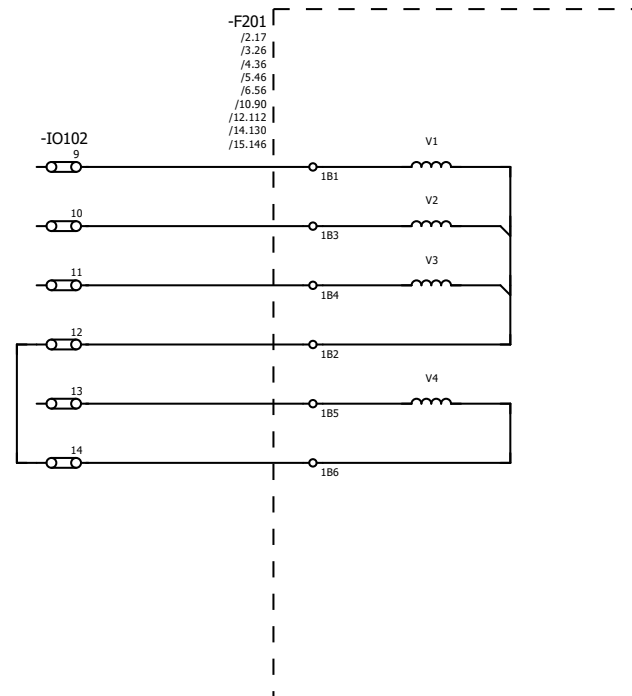 -F201
/2.17
/3.26
/4.36
/5.46
/6.56
/10.90
/12.112
/14.130
/15.146
-IO102
9
1B1
V1
10
1B3
V2
11
1B4
V3
12
1B2
13
1B5
V4
14
1B6